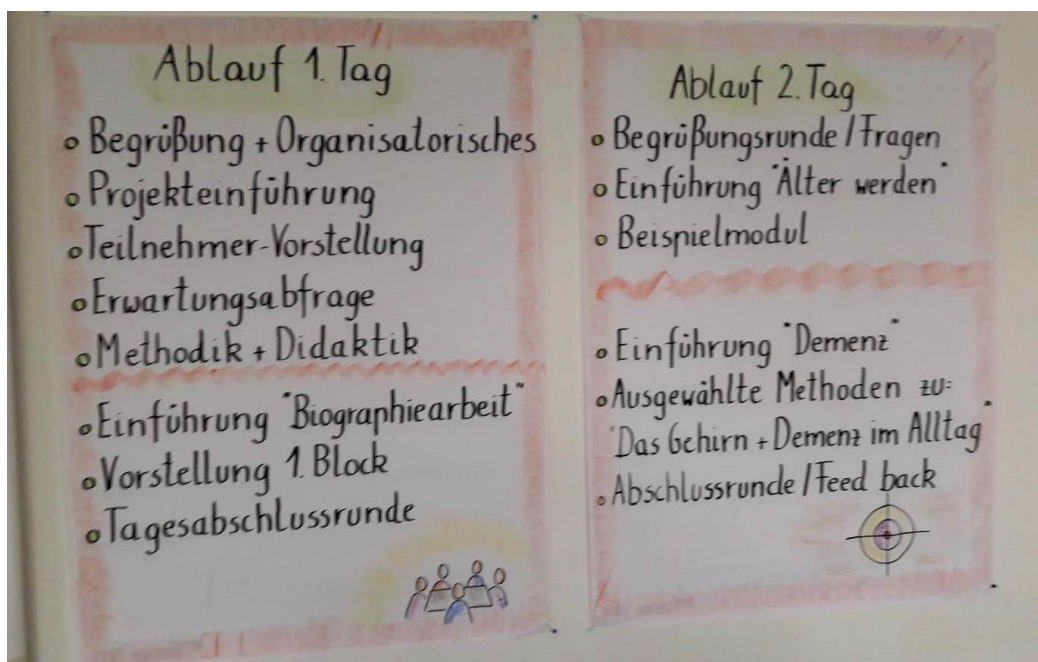 Ablauf 1. Tag
Begrüßung + Organisatorisches
Projekteinführung
Teilnehmer-Vorstellung
Erwartungsabfrage
Methodik + Didaktik
Einführung "Biographiearbeit"
Vorstellung 1. Block
Tagesabschlussrunde
Ablauf 2. Tag
Begrüßungsrunde / Fragen
Einführung "Älter werden"
Beispielmodul
Einführung "Demenz"
Ausgewählte Methoden zu:
"Das Gehirn + Demenz im Alltag"
Abschlussrunde / Feed back